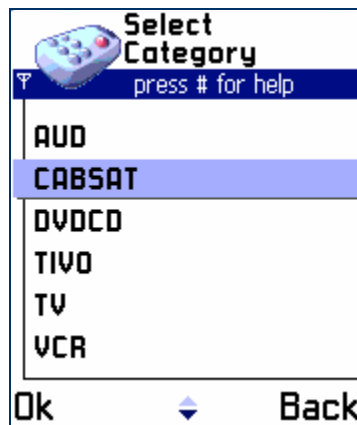 Select
Category
press # for help
AUD
CABSAT
DVDCD
TIVO
TV
VCR
Ok Back